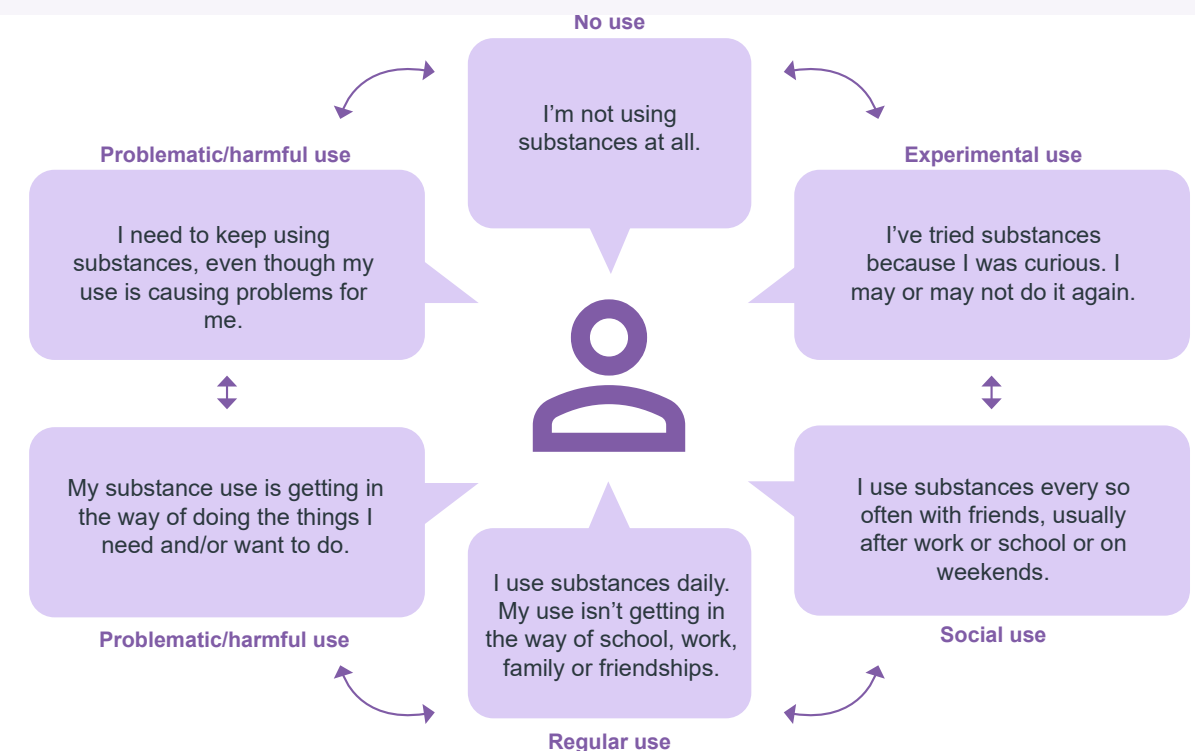 No use
I'm not using
substances at all.
Problematic/harmful use
I need to keep using
substances, even though my
use is causing problems for
me.
Experimental use
I've tried substances
because I was curious. I
may or may not do it again.
My substance use is getting in
the way of doing the things I
need and/or want to do.
Problematic/harmful use
I use substances daily.
My use isn't getting in
the way of school, work,
family or friendships.
Regular use
I use substances every so
often with friends, usually
after work or school or on
weekends.
Social use